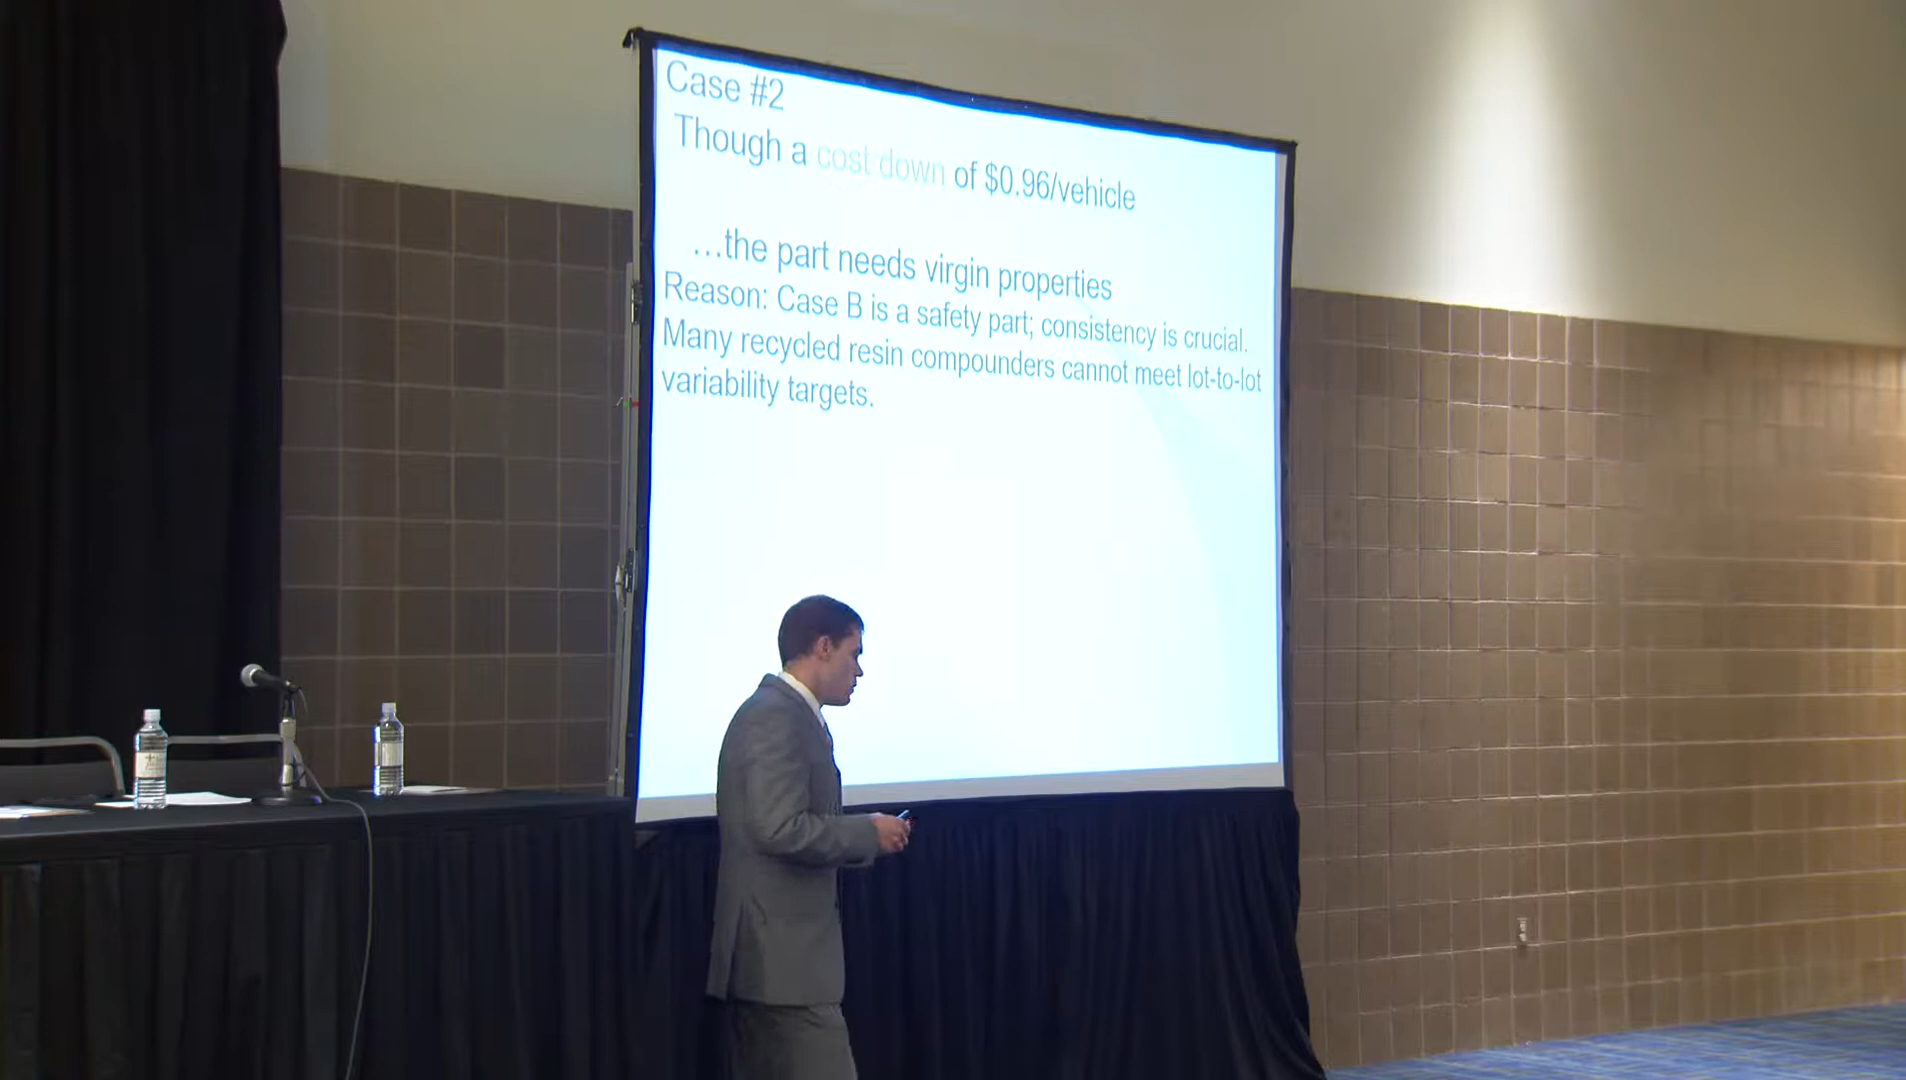 Case #2
Though a cost down of $0.96/vehicle
...the part needs virgin properties
Reason: Case B is a safety part; consistency is crucial.
Many recycled resin compounders cannot meet lot-to-lot
variability targets.